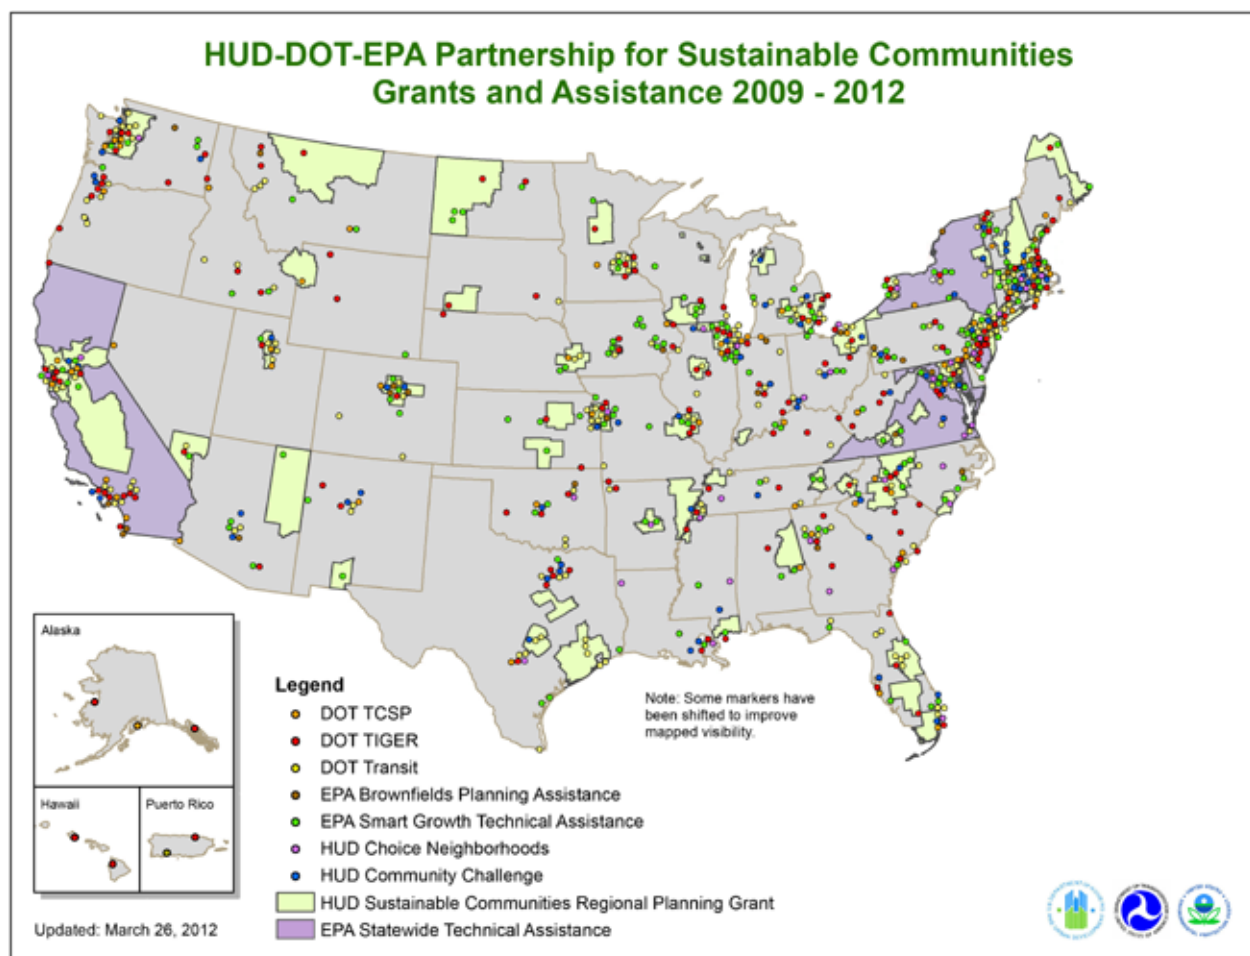 HUD-DOT-EPA Partnership for Sustainable Communities
Grants and Assistance 2009 - 2012
Alaska
Hawaii
Puerto Rico
Updated: March 26, 2012
Legend
DOT TCSP
DOT TIGER
DOT Transit
EPA Brownfields Planning Assistance
EPA Smart Growth Technical Assistance
HUD Choice Neighborhoods
HUD Community Challenge
HUD Sustainable Communities Regional Planning Grant
EPA Statewide Technical Assistance
Note: Some markers have
been shifted to improve
mapped visibility.